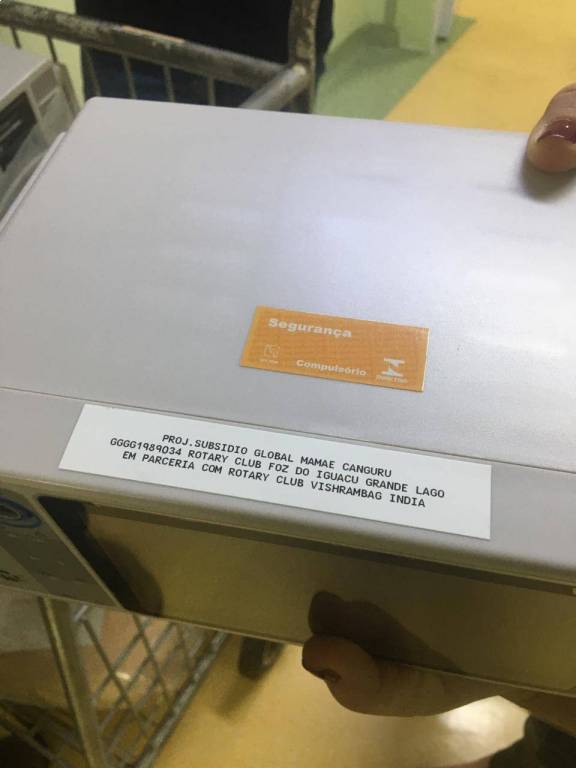 Segurança
Compulsório
PROJ.SUBSIDIO GLOBAL MAMAE CANGURU
GGGG1989034 ROTARY CLUB FOZ DO IGUACU GRANDE LAGO
EM PARCERIA COM ROTARY CLUB VISHRAMBAG INDIA